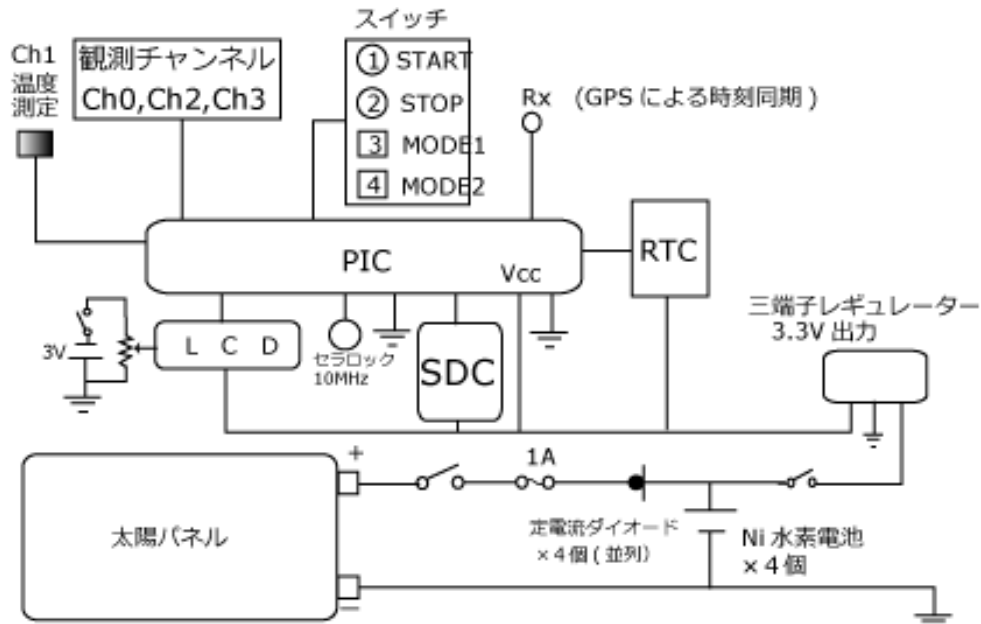 スイッチ
Ch1
温度
測定
観測チャンネル
Ch0,Ch2,Ch3
① START
② STOP
3 MODE1
4 MODE2
Rx (GPS による時刻同期 )
PIC
Vcc
RTC
三端子レギュレーター
3.3V 出力
3V
L C D
セラロック
10MHz
SDC
太陽パネル
+
−
1A
定電流ダイオード
×4個 ( 並列)
Ni 水素電池
×4個